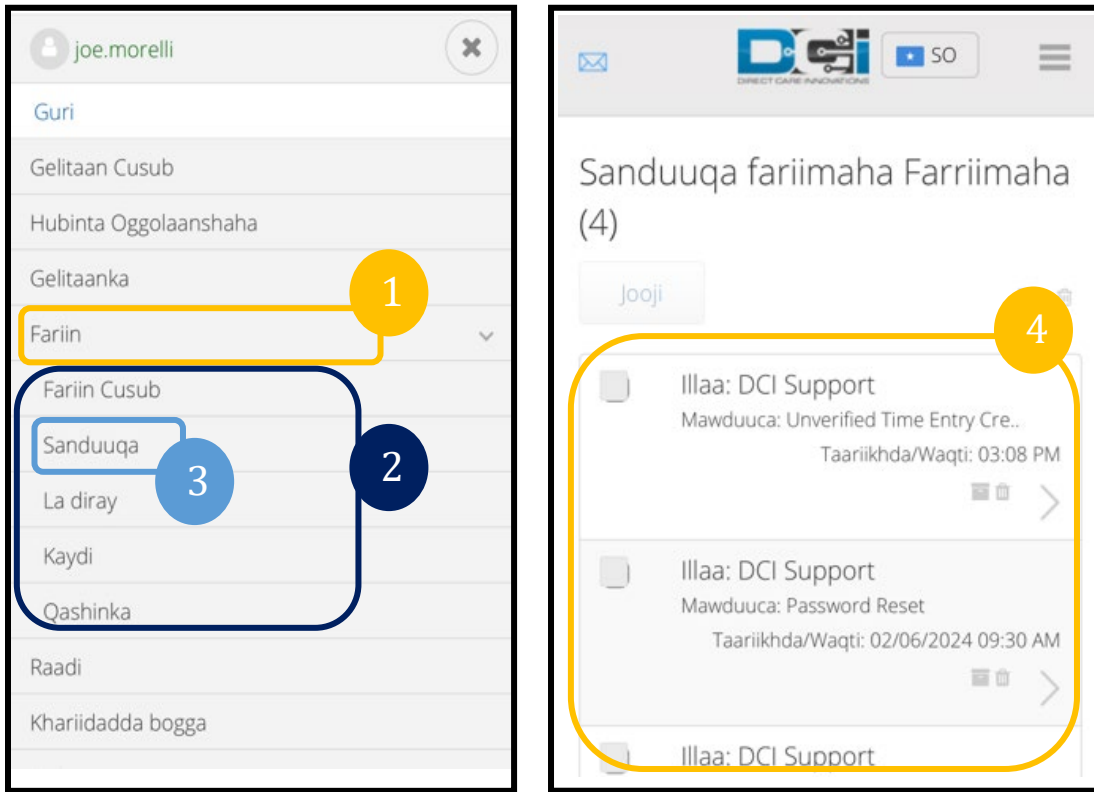 joe.morelli
Guri
Gelitaan Cusub
Hubinta Oggolaanshaha
Gelitaanka
1
Fariin
Fariin Cusub
Sanduuqa
3
2
La diray
Kaydi
Qashinka
Raadi
Khariidadda bogga
DCI
DIRECT CARE INNOVATIONS
SO
Sanduuqa fariimaha Farriimaha
(4)
Jooji
4
Illaa: DCI Support
Mawduuca: Unverified Time Entry Cre..
Taariikhda/Waqti: 03:08 PM
Illaa: DCI Support
Mawduuca: Password Reset
Taariikhda/Waqti: 02/06/2024 09:30 AM
Illaa: DCI Support